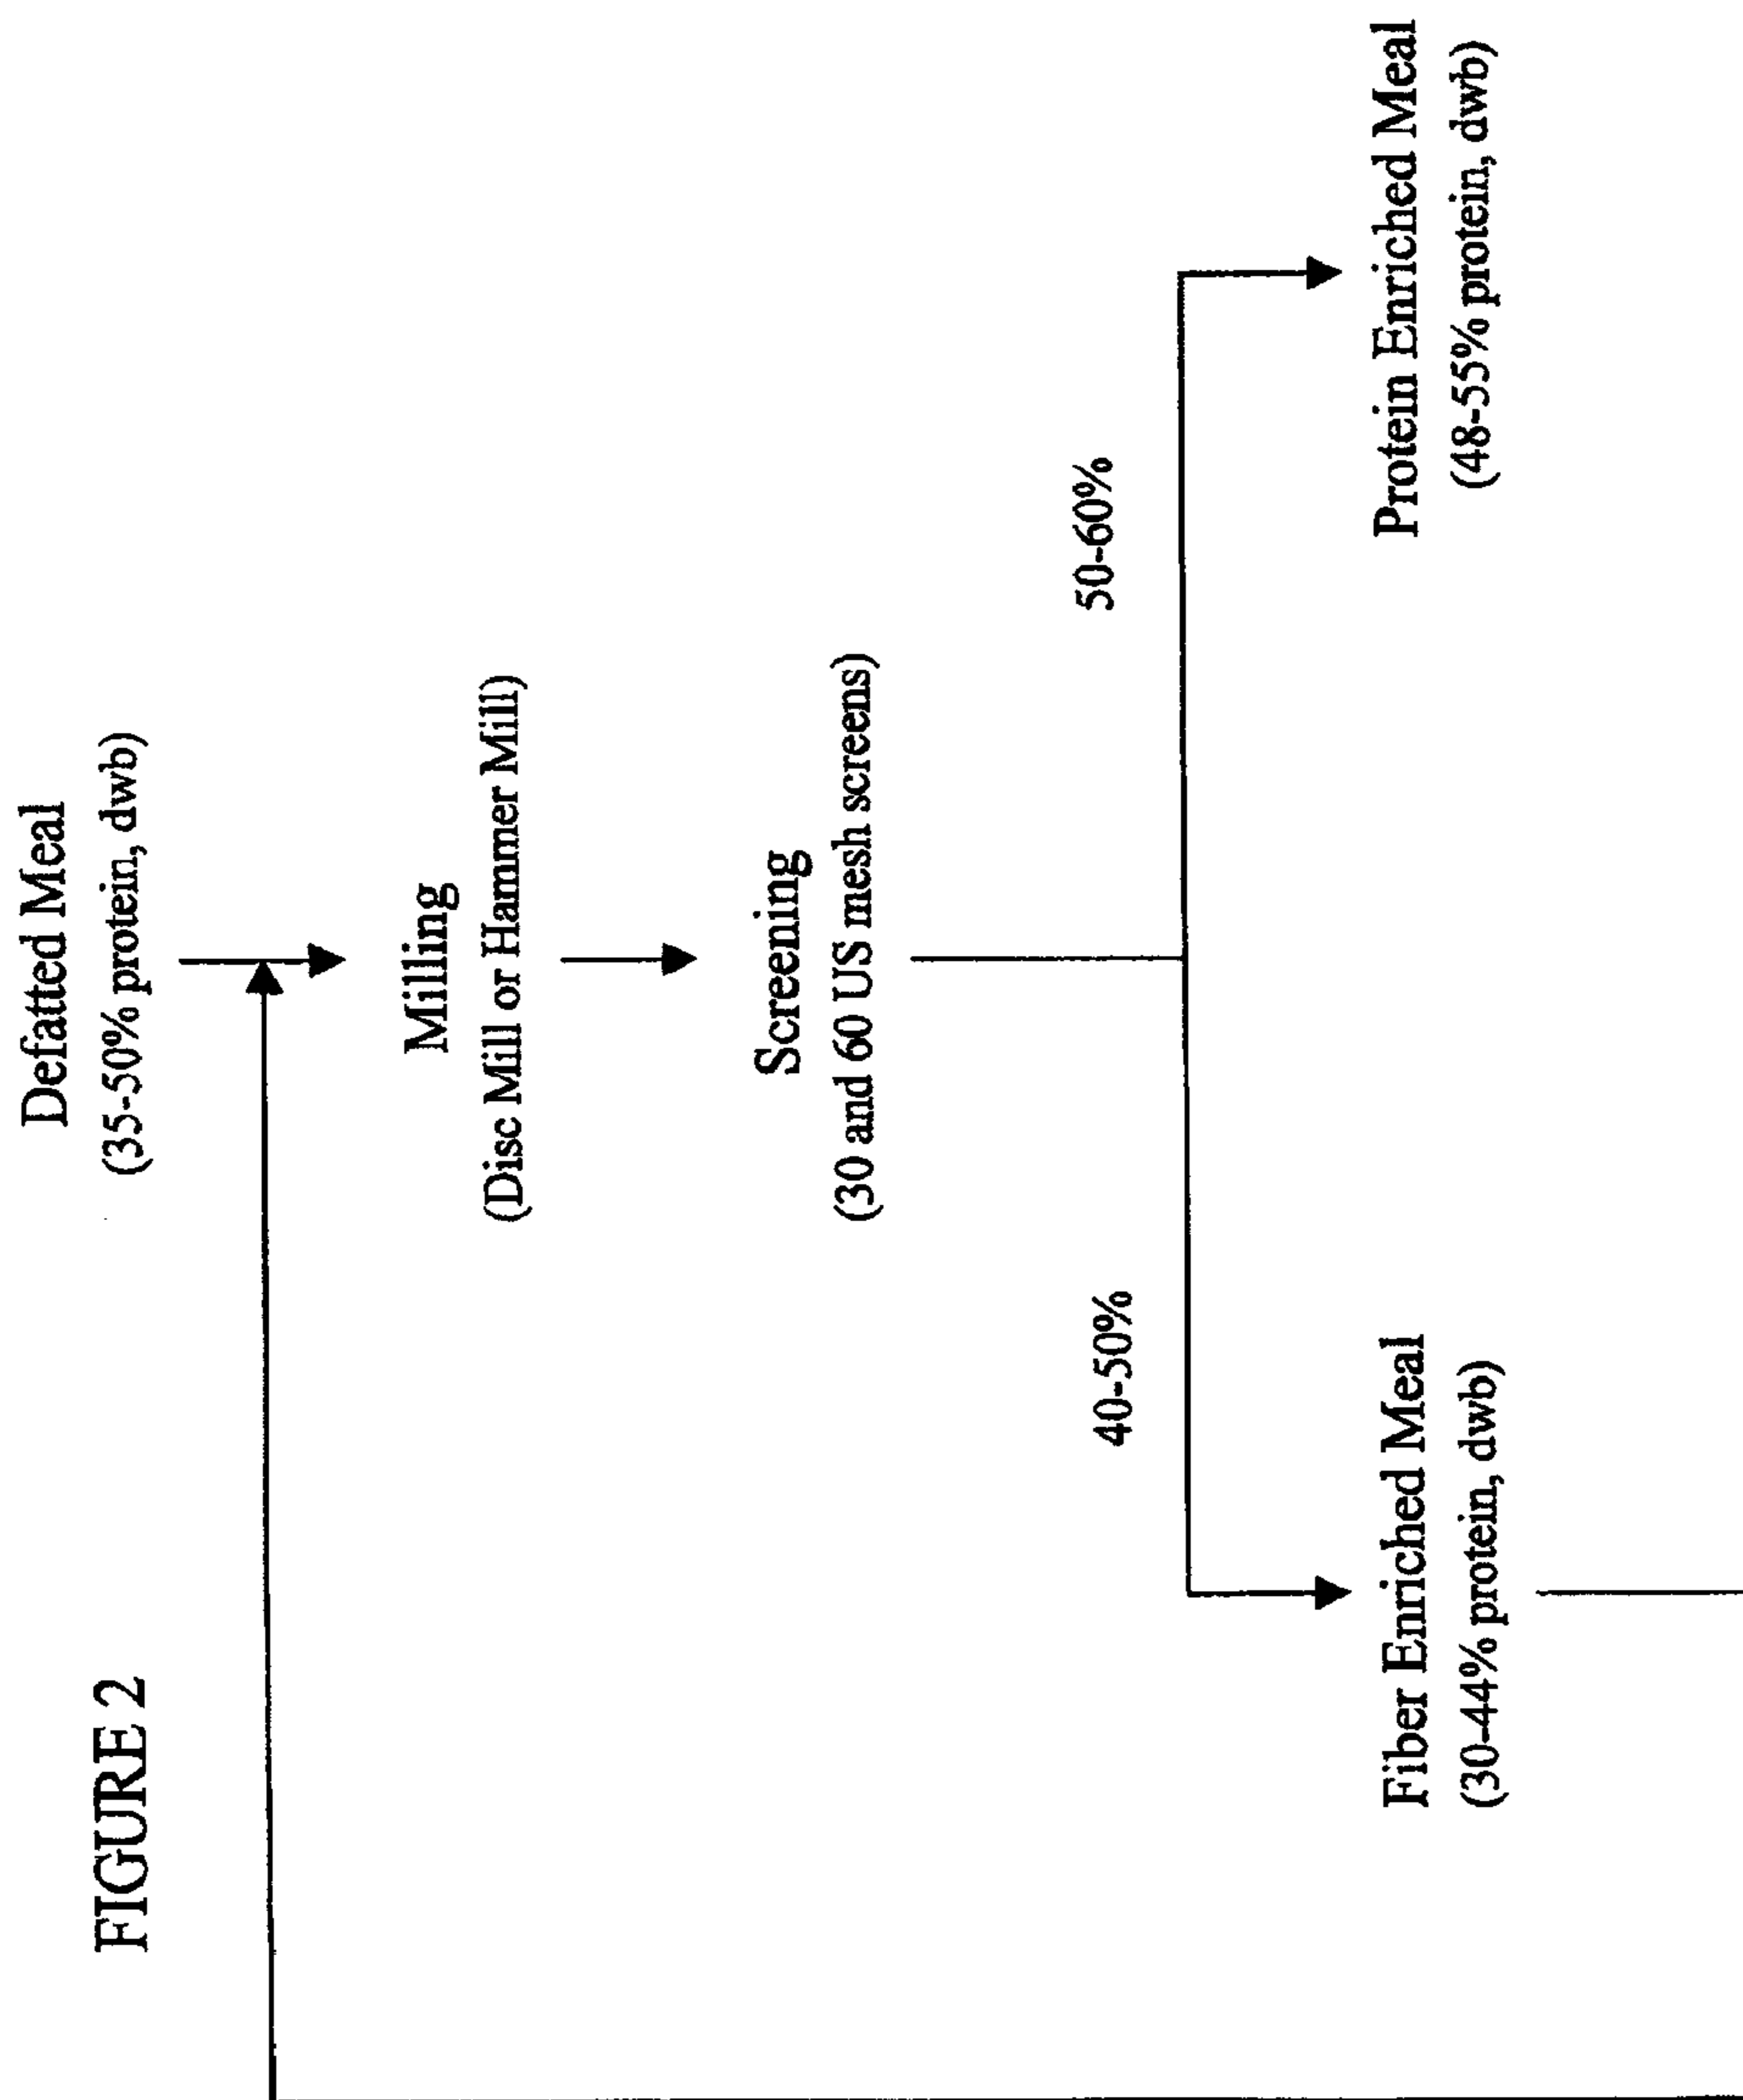 FIGURE 2
Defatted Meal
(35-50% protein, dwb)
Milling
(Disc Mill or Hammer Mill)
Screening
(30 and 60 US mesh screens)
40-50%
50-60%
Fiber Enriched Meal
(30-44% protein, dwb)
Protein Enriched Meal
(48-55% protein, dwb)